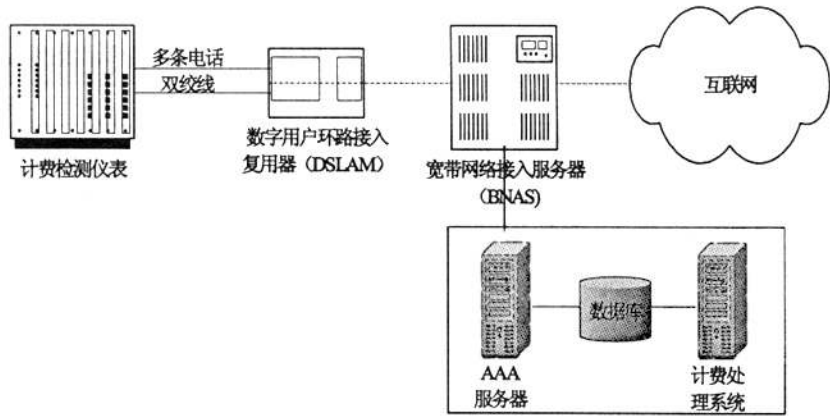 多条电话
双绞线
计费检测仪表
数字用户环路接入
复用器（DSLAM）
宽带网络接入服务器
（BNAS)
互联网
AAA
服务器
数据库
计费处
理系统